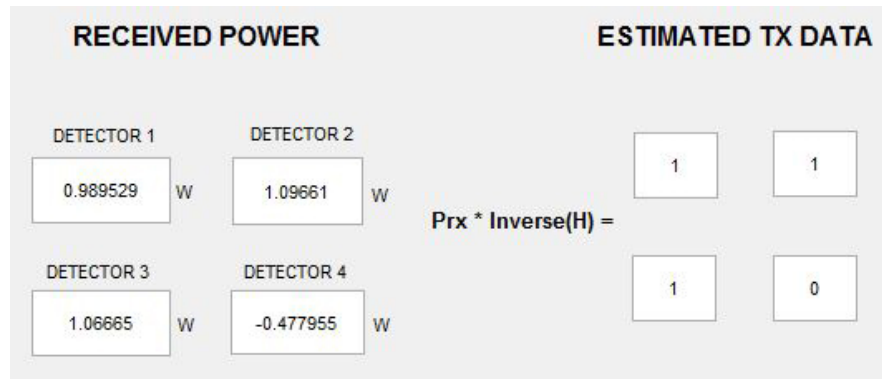 RECEIVED POWER
ESTIMATED TX DATA
DETECTOR 1
DETECTOR 2
0.989529 W
1.09661 W
1 1
Prx * Inverse(H) =
DETECTOR 3
DETECTOR 4
1.06665 W
-0.477955 W
1 0